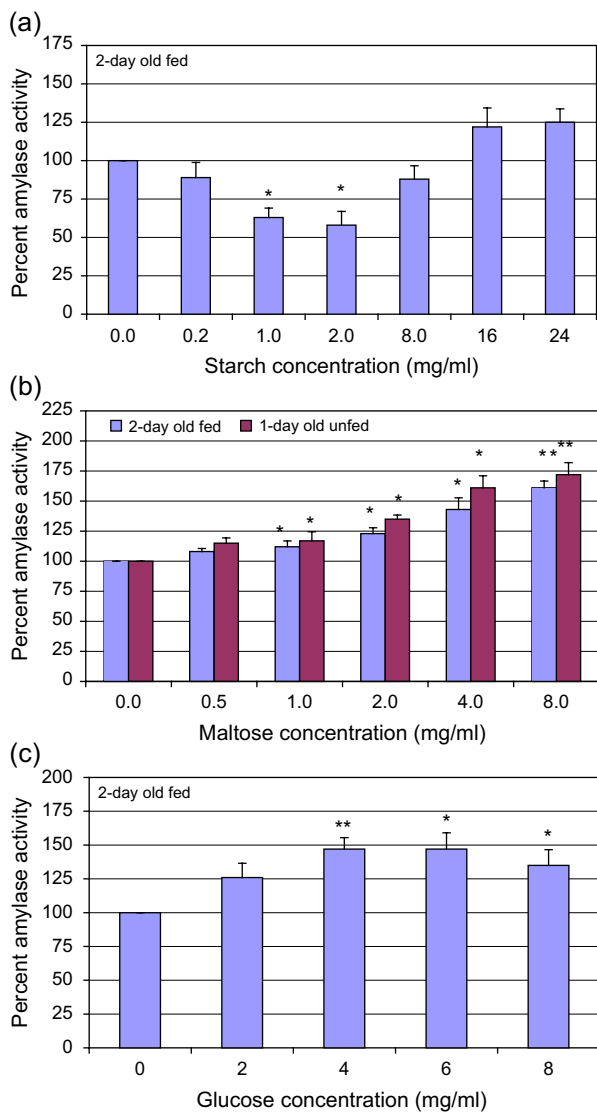 (a)
175
2-day old fed
150
125
100
75
50
25
0
Percent amylase activity
* *
0.0 0.2 1.0 2.0 8.0 16 24
Starch concentration (mg/ml)
(b)
225
2-day old fed 1-day old unfed
200
175
150
125
100
75
50
25
0
Percent amylase activity
* * * * * * ** **
0.0 0.5 1.0 2.0 4.0 8.0
Maltose concentration (mg/ml)
(c)
200
2-day old fed
175
150
125
100
75
50
25
0
Percent amylase activity
** * *
0 2 4 6 8
Glucose concentration (mg/ml)